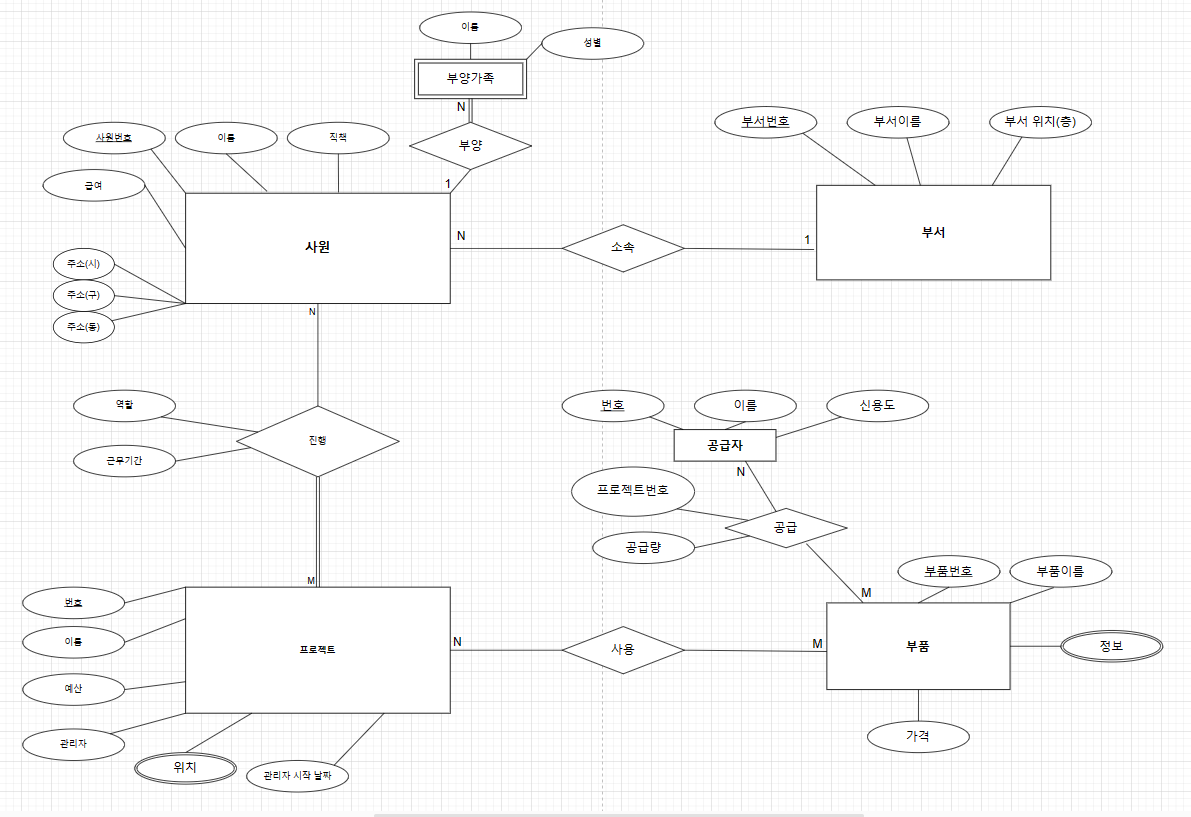 이름
성별
부양가족
N
부양
1
사원번호
이름
직책
급여
주소(시)
주소(구)
주소(동)
사원
N
소속
1
부서번호
부서이름
부서 위치(층)
부서
N
역할
근무기간
진행
M
번호
이름
신용도
공급자
N
프로젝트번호
공급량
공급
M
부품번호
부품이름
번호
이름
예산
관리자
위치
관리자 시작 날짜
프로젝트
N
사용
M
부품
정보
가격